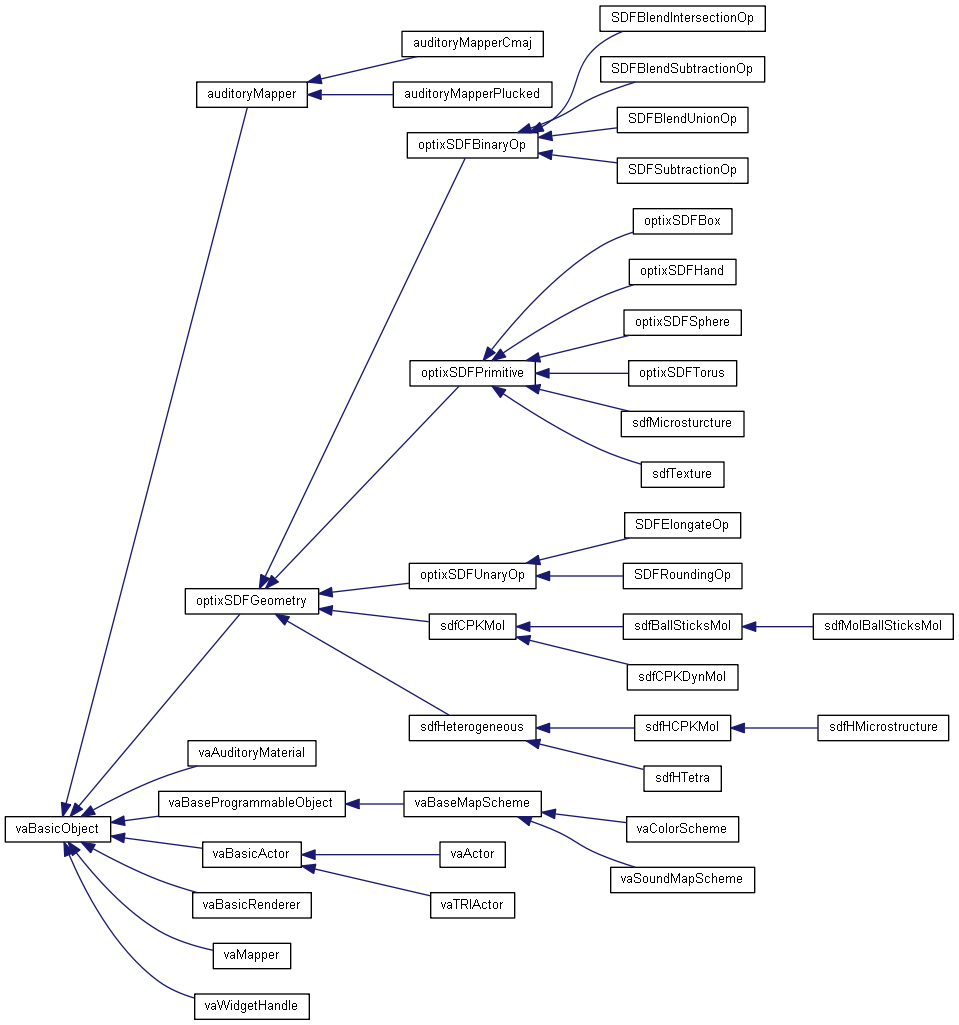 SDFBlendIntersectionOp
auditoryMapperCmaj
SDFBlendSubtractionOp
auditoryMapper
auditoryMapperPlucked
SDFBlendUnionOp
optixSDFBinaryOp
SDFSubtractionOp
optixSDFBox
optixSDFHand
optixSDFSphere
optixSDFPrimitive
optixSDFTorus
sdfMicrosturcture
sdfTexture
SDFElongateOp
optixSDFUnaryOp
SDFRoundingOp
optixSDFGeometry
sdfCPKMol
sdfBallSticksMol
sdfMolBallSticksMol
sdfCPKDynMol
sdfHeterogeneous
sdfHCPKMol
sdfHMicrostructure
vaAuditoryMaterial
sdfHTetra
vaBaseProgrammableObject
vaBaseMapScheme
vaBasicObject
vaColorScheme
vaBasicActor
vaActor
vaSoundMapScheme
vaBasicRenderer
vaTRIActor
vaMapper
vaWidgetHandle